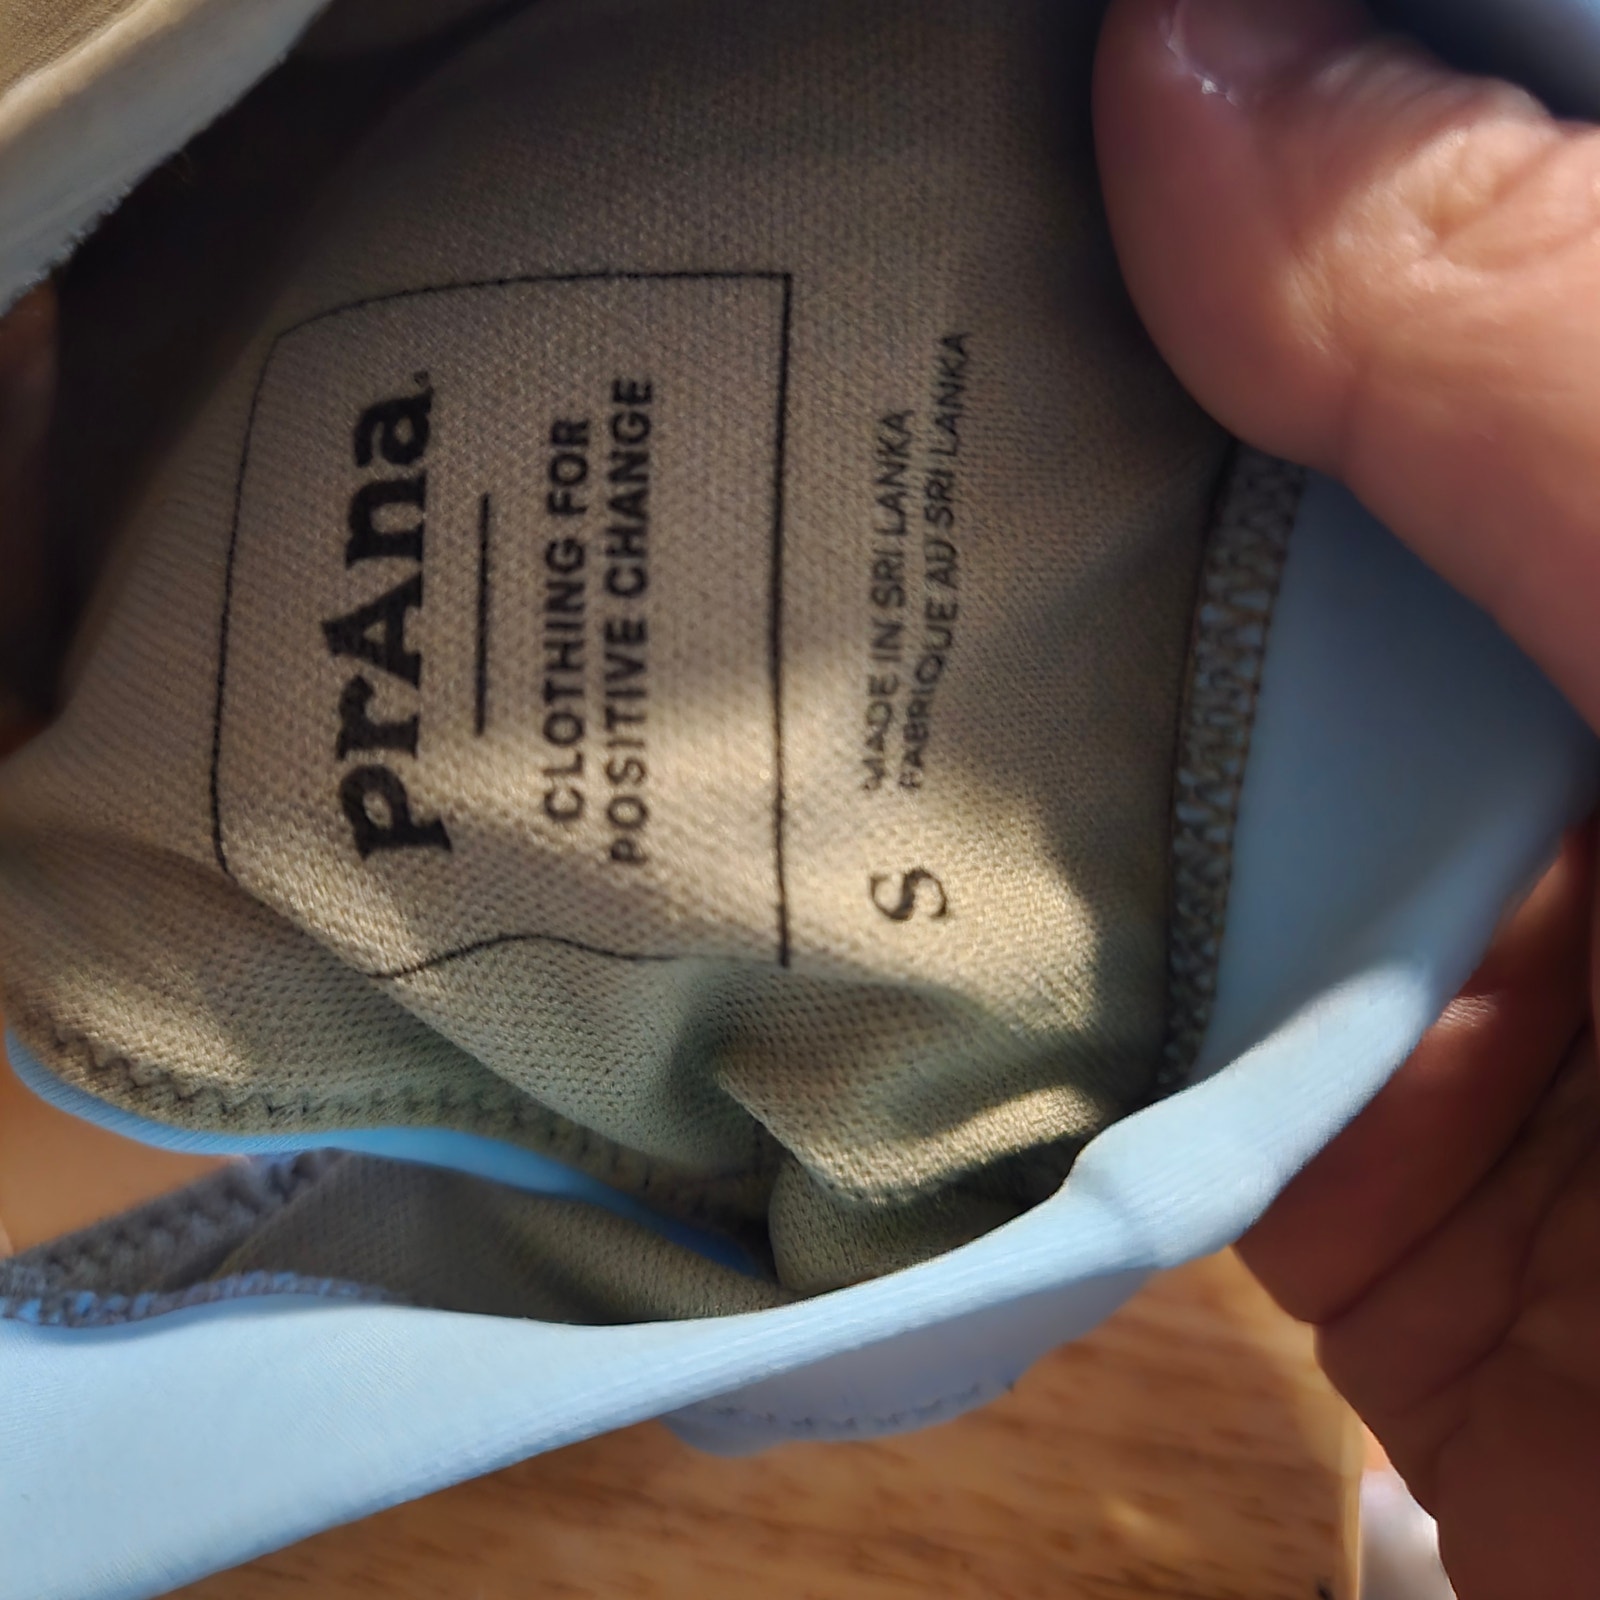 prAna
CLOTHING FOR
POSITIVE CHANGE
MADE IN SRI LANKA
FABRIQUE AU SRI LANKA
S